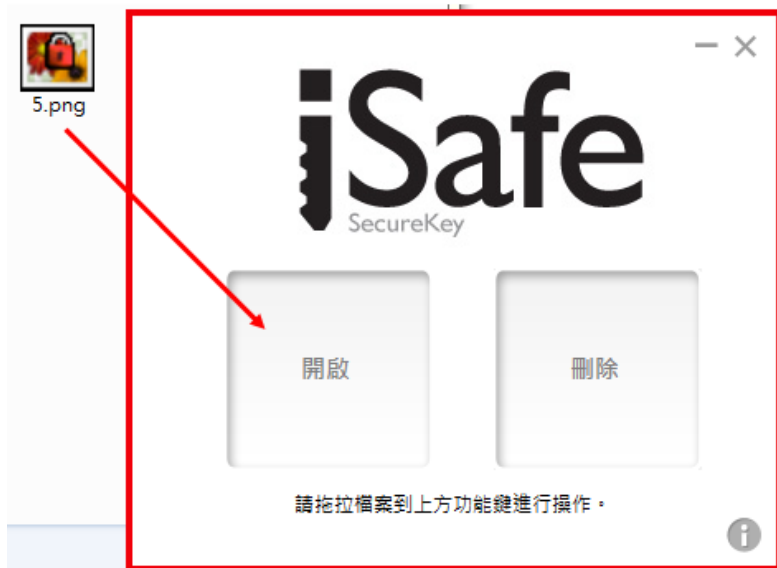 5.png
iSafe
SecureKey
開啟
刪除
請拖拉檔案到上方功能鍵進行操作。